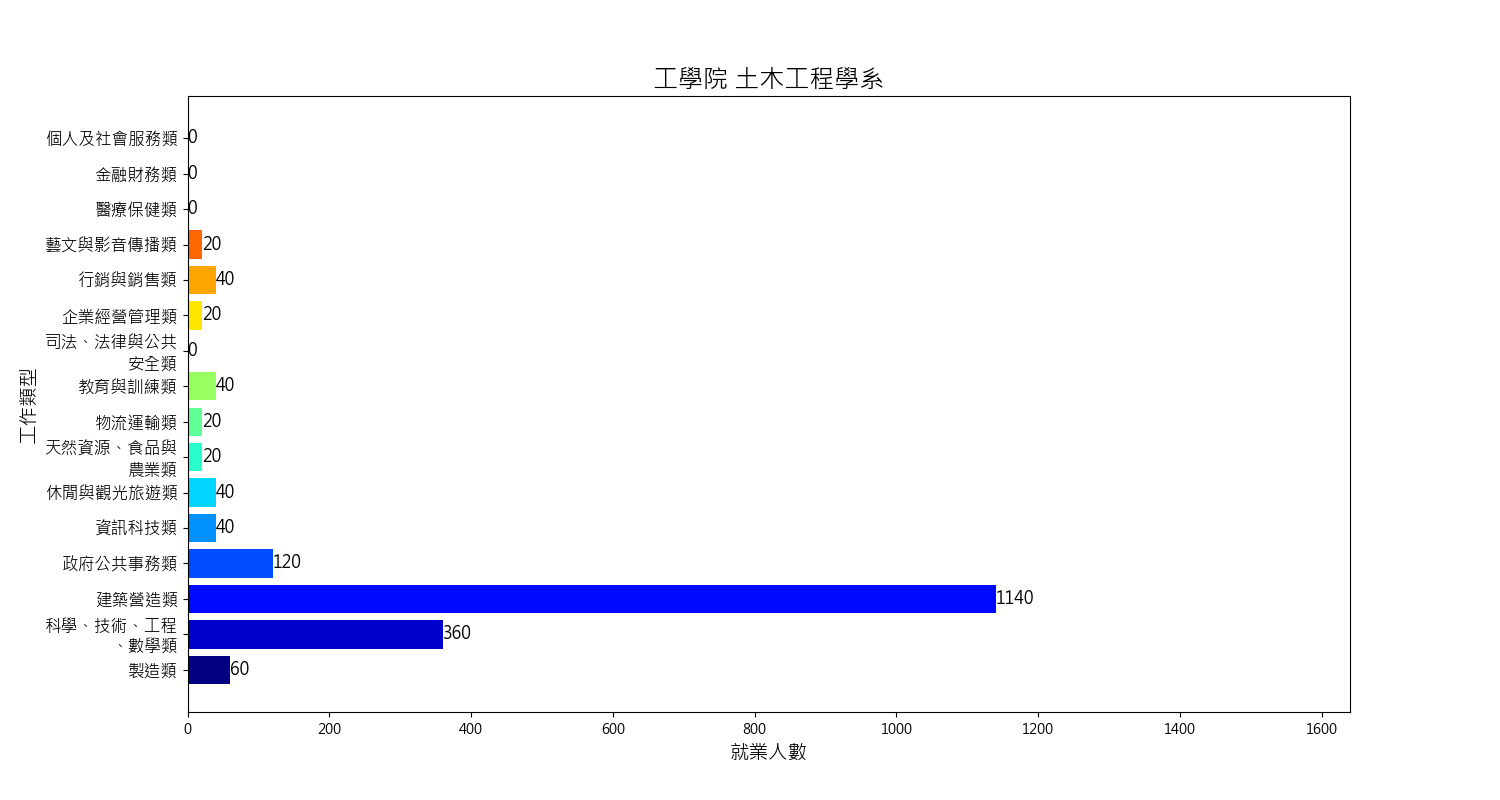 工學院 土木工程學系
個人及社會服務類 0
金融財務類 0
醫療保健類 0
藝文與影音傳播類 20
行銷與銷售類 40
企業經營管理類 20
司法、法律與公共
安全類 0
教育與訓練類 40
物流運輸類 20
天然資源、食品與
農業類 20
休閒與觀光旅遊類 40
資訊科技類 40
政府公共事務類 120
建築營造類 1140
科學、技術、工程
、數學類 360
製造類 60
工作類型
0 200 400 600 800 1000 1200 1400 1600
就業人數